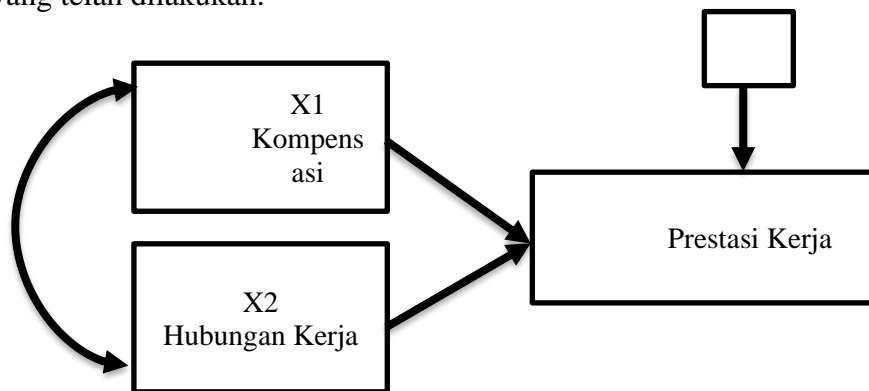 yang telah dilakukan.
X1
Kompens
asi
Prestasi Kerja
X2
Hubungan Kerja